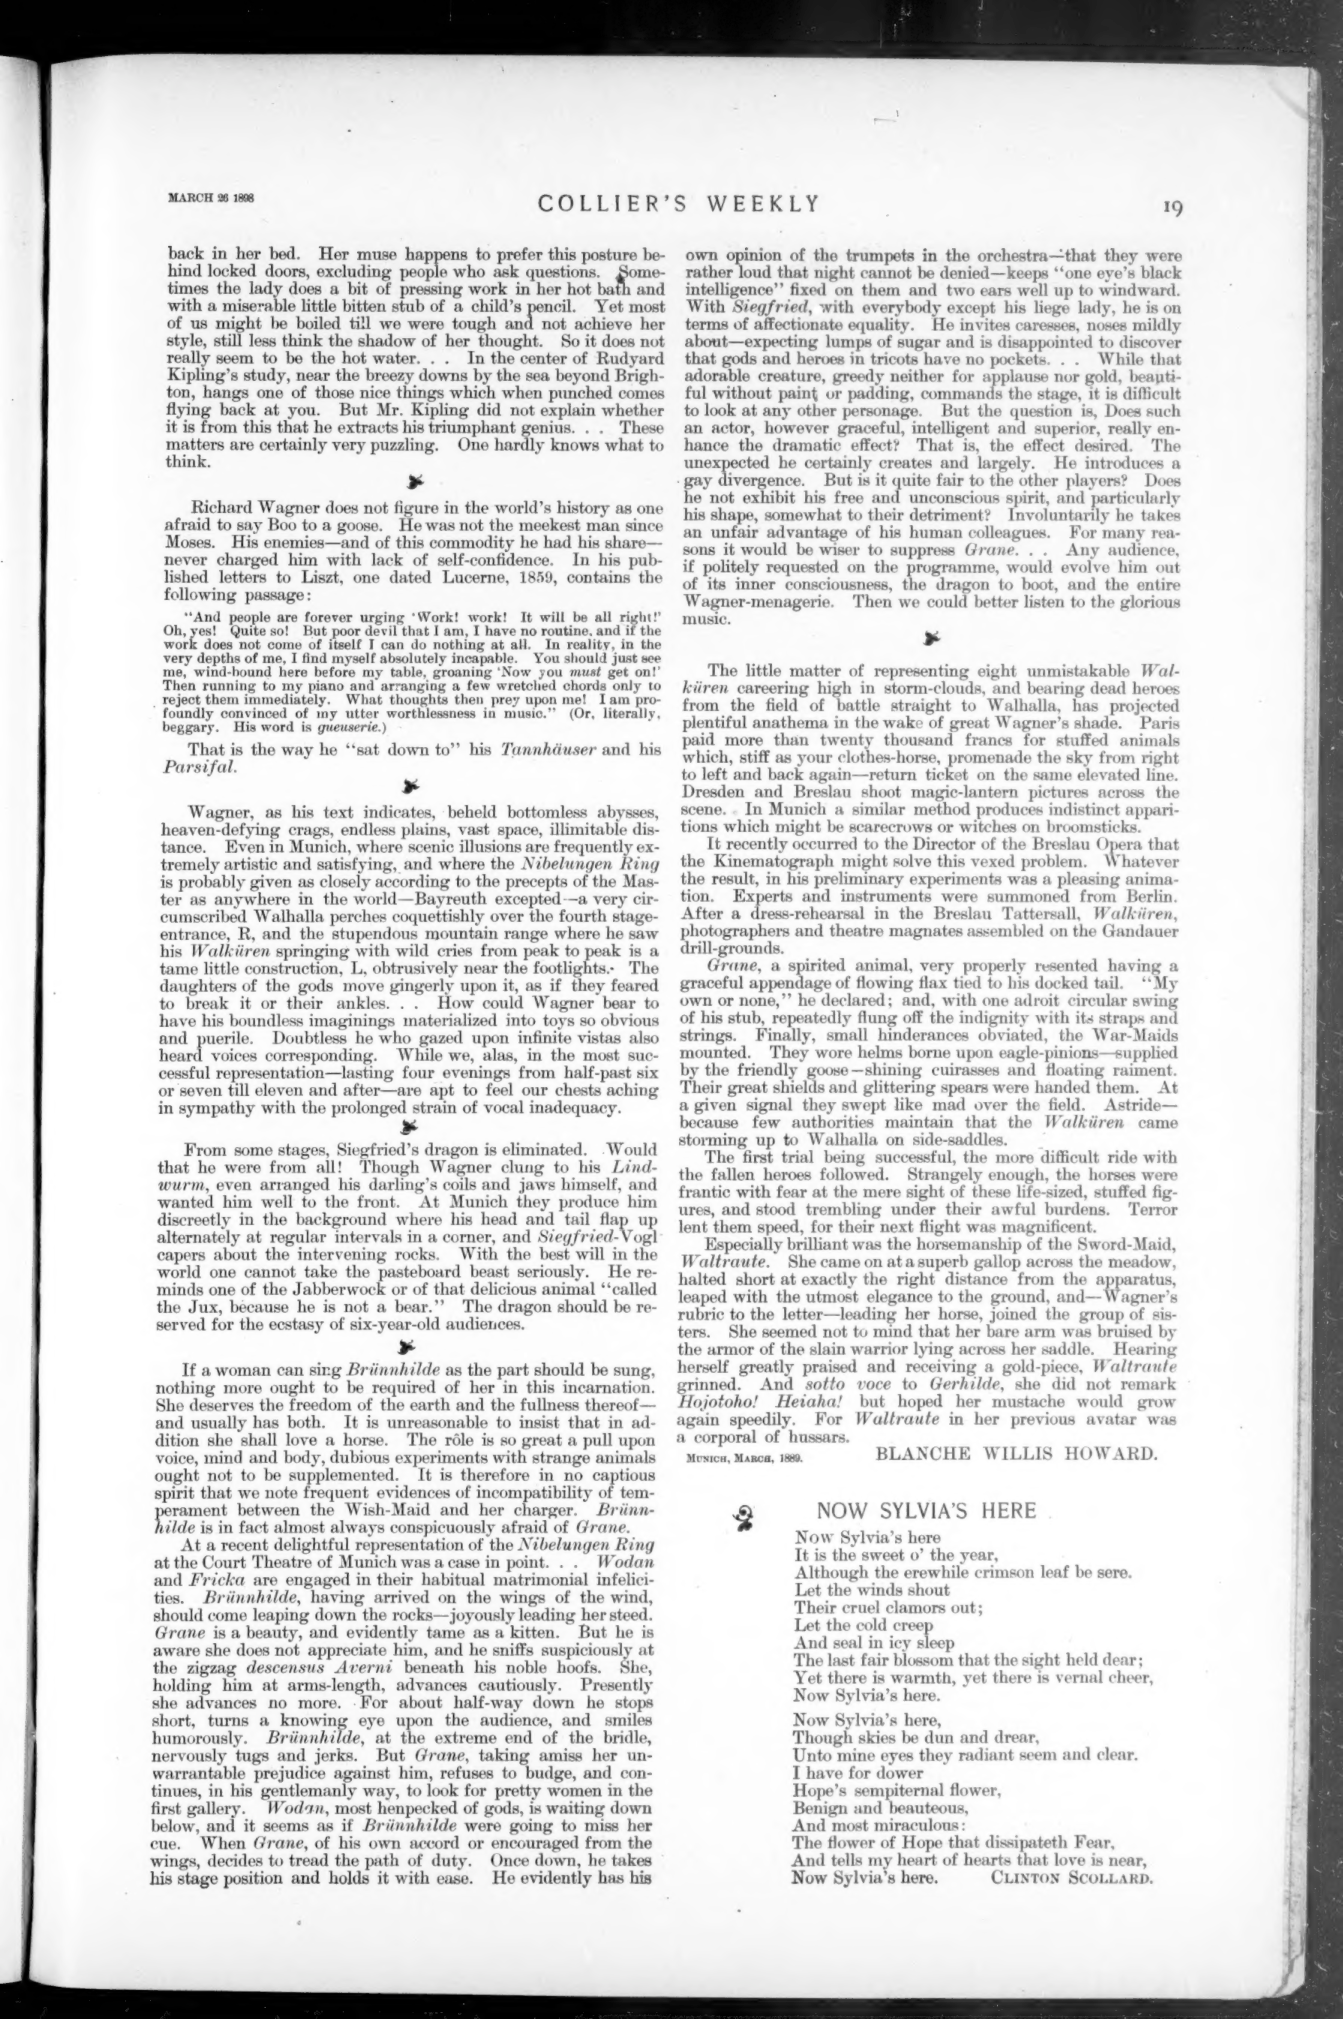 MARCH 26 1898
COLLIER'S WEEKLY
19
back in her bed. Her muse happens to prefer this posture be-
hind locked doors, excluding people who ask questions. Some-
times the lady does a bit of pressing work in her hot bath and
with a miserable little bitten stub of a child's pencil. Yet most
of us might be boiled till we were tough and not achieve her
style, still less think the shadow of her thought. So it does not
really seem to be the hot water. . . In the center of Rudyard
Kipling's study, near the breezy downs by the sea beyond Brigh-
ton, hangs one of those nice things which when punched comes
flying back at you. But Mr. Kipling did not explain whether
it is from this that he extracts his triumphant genius. . . These
matters are certainly very puzzling. One hardly knows what to
think.
Richard Wagner does not figure in the world's history as one
afraid to say Boo to a goose. He was not the meekest man since
Moses. His enemies—and of this commodity he had his share—
never charged him with lack of self-confidence. In his pub-
lished letters to Liszt, one dated Lucerne, 1859, contains the
following passage:
"And people are forever urging 'Work! work! It will be all right!'
Oh, yes! Quite so! But poor devil that I am, I have no routine, and if the
work does not come of itself I can do nothing at all. In reality, in the
very depths of me, I find myself absolutely incapable. You should just see
me, wind-bound here before my table, groaning 'Now you must get on!'
Then running to my piano and arranging a few wretched chords only to
reject them immediately. What thoughts then prey upon me! I am pro-
foundly convinced of my utter worthlessness in music." (Or, literally,
beggary. His word is gueuserie.)
That is the way he "sat down to" his Tannhäuser and his
Parsifal.
Wagner, as his text indicates, beheld bottomless abysses,
heaven-defying crags, endless plains, vast space, illimitable dis-
tance. Even in Munich, where scenic illusions are frequently ex-
tremely artistic and satisfying, and where the Nibelungen Ring
is probably given as closely according to the precepts of the Mas-
ter as anywhere in the world—Bayreuth excepted—a very cir-
cumscribed Walhalla perches coquettishly over the fourth stage-
entrance, R, and the stupendous mountain range where he saw
his Walküren springing with wild cries from peak to peak is a
tame little construction, L, obtrusively near the footlights. The
daughters of the gods move gingerly upon it, as if they feared
to break it or their ankles. . . How could Wagner bear to
have his boundless imaginings materialized into toys so obvious
and puerile. Doubtless he who gazed upon infinite vistas also
heard voices corresponding. While we, alas, in the most suc-
cessful representation—lasting four evenings from half-past six
or seven till eleven and after—are apt to feel our chests aching
in sympathy with the prolonged strain of vocal inadequacy.
From some stages, Siegfried's dragon is eliminated. Would
that he were from all! Though Wagner clung to his Lind-
wurm, even arranged his darling's coils and jaws himself, and
wanted him well to the front. At Munich they produce him
discreetly in the background where his head and tail flap up
alternately at regular intervals in a corner, and Siegfried-Vogl
capers about the intervening rocks. With the best will in the
world one cannot take the pasteboard beast seriously. He re-
minds one of the Jabberwock or of that delicious animal "called
the Jux, because he is not a bear." The dragon should be re-
served for the ecstasy of six-year-old audiences.
If a woman can sing Brünnhilde as the part should be sung,
nothing more ought to be required of her in this incarnation.
She deserves the freedom of the earth and the fullness thereof—
and usually has both. It is unreasonable to insist that in ad-
dition she shall love a horse. The rôle is so great a pull upon
voice, mind and body, dubious experiments with strange animals
ought not to be supplemented. It is therefore in no captious
spirit that we note frequent evidences of incompatibility of tem-
perament between the Wish-Maid and her charger. Brünn-
hilde is in fact almost always conspicuously afraid of Grane.
At a recent delightful representation of the Nibelungen Ring
at the Court Theatre of Munich was a case in point. . . Wodan
and Fricka are engaged in their habitual matrimonial infelici-
ties. Brünnhilde, having arrived on the wings of the wind,
should come leaping down the rocks—joyously leading her steed.
Grane is a beauty, and evidently tame as a kitten. But he is
aware she does not appreciate him, and he sniffs suspiciously at
the zigzag descensus Averni beneath his noble hoofs. She,
holding him at arms-length, advances cautiously. Presently
she advances no more. For about half-way down he stops
short, turns a knowing eye upon the audience, and smiles
humorously. Brünnhilde, at the extreme end of the bridle,
nervously tugs and jerks. But Grane, taking amiss her un-
warrantable prejudice against him, refuses to budge, and con-
tinues, in his gentlemanly way, to look for pretty women in the
first gallery. Wodan, most henpecked of gods, is waiting down
below, and it seems as if Brünnhilde were going to miss her
cue. When Grane, of his own accord or encouraged from the
wings, decides to tread the path of duty. Once down, he takes
his stage position and holds it with ease. He evidently has his
own opinion of the trumpets in the orchestra—that they were
rather loud that night cannot be denied—keeps "one eye's black
intelligence" fixed on them and two ears well up to windward.
With Siegfried, with everybody except his liege lady, he is on
terms of affectionate equality. He invites caresses, noses mildly
about—expecting lumps of sugar and is disappointed to discover
that gods and heroes in tricots have no pockets. . . While that
adorable creature, greedy neither for applause nor gold, beauti-
ful without paint or padding, commands the stage, it is difficult
to look at any other personage. But the question is, Does such
an actor, however graceful, intelligent and superior, really en-
hance the dramatic effect? That is, the effect desired. The
unexpected he certainly creates and largely. He introduces a
gay divergence. But is it quite fair to the other players? Does
he not exhibit his free and unconscious spirit, and particularly
his shape, somewhat to their detriment? Involuntarily he takes
an unfair advantage of his human colleagues. For many rea-
sons it would be wiser to suppress Grane. . . Any audience,
if politely requested on the programme, would evolve him out
of its inner consciousness, the dragon to boot, and the entire
Wagner-menagerie. Then we could better listen to the glorious
music.
The little matter of representing eight unmistakable Wal-
küren careering high in storm-clouds, and bearing dead heroes
from the field of battle straight to Walhalla, has projected
plentiful anathema in the wake of great Wagner's shade. Paris
paid more than twenty thousand francs for stuffed animals
which, stiff as your clothes-horse, promenade the sky from right
to left and back again—return ticket on the same elevated line.
Dresden and Breslau shoot magic-lantern pictures across the
scene. In Munich a similar method produces indistinct appari-
tions which might be scarecrows or witches on broomsticks.
It recently occurred to the Director of the Breslau Opera that
the Kinematograph might solve this vexed problem. Whatever
the result, in his preliminary experiments was a pleasing anima-
tion. Experts and instruments were summoned from Berlin.
After a dress-rehearsal in the Breslau Tattersall, Walküren,
photographers and theatre magnates assembled on the Gandauer
drill-grounds.
Grane, a spirited animal, very properly resented having a
graceful appendage of flowing flax tied to his docked tail. "My
own or none," he declared; and, with one adroit circular swing
of his stub, repeatedly flung off the indignity with its straps and
strings. Finally, small hinderances obviated, the War-Maids
mounted. They wore helms borne upon eagle-pinions—supplied
by the friendly goose—shining cuirasses and floating raiment.
Their great shields and glittering spears were handed them. At
a given signal they swept like mad over the field. Astride—
because few authorities maintain that the Walküren came
storming up to Walhalla on side-saddles.
The first trial being successful, the more difficult ride with
the fallen heroes followed. Strangely enough, the horses were
frantic with fear at the mere sight of these life-sized, stuffed fig-
ures, and stood trembling under their awful burdens. Terror
lent them speed, for their next flight was magnificent.
Especially brilliant was the horsemanship of the Sword-Maid,
Waltraute. She came on at a superb gallop across the meadow,
halted short at exactly the right distance from the apparatus,
leaped with the utmost elegance to the ground, and—Wagner's
rubric to the letter—leading her horse, joined the group of sis-
ters. She seemed not to mind that her bare arm was bruised by
the armor of the slain warrior lying across her saddle. Hearing
herself greatly praised and receiving a gold-piece, Waltraute
grinned. And sotto voce to Gerhilde, she did not remark
Hojotoho! Heiaha! but hoped her mustache would grow
again speedily. For Waltraute in her previous avatar was
a corporal of hussars.
MUNICH, MARCH, 1889.
BLANCHE WILLIS HOWARD.
NOW SYLVIA'S HERE
Now Sylvia's here
It is the sweet o' the year,
Although the erewhile crimson leaf be sere.
Let the winds shout
Their cruel clamors out;
Let the cold creep
And seal in icy sleep
The last fair blossom that the sight held dear;
Yet there is warmth, yet there is vernal cheer,
Now Sylvia's here.
Now Sylvia's here,
Though skies be dun and drear,
Unto mine eyes they radiant seem and clear.
I have for dower
Hope's sempiternal flower,
Benign and beauteous,
And most miraculous:
The flower of Hope that dissipateth Fear,
And tells my heart of hearts that love is near,
Now Sylvia's here. CLINTON SCOLLARD.